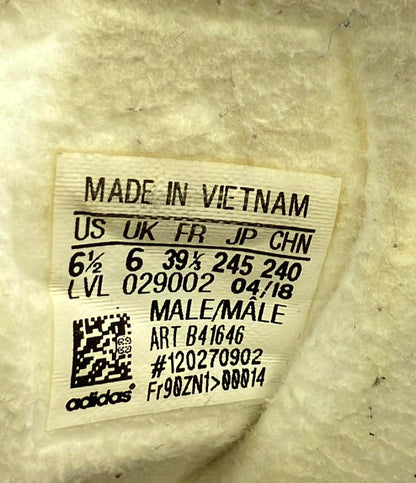 MADE IN VIETNAM
US UK FR JP CHN
6½ 6 39⅓ 245 240
LVL 029002 04/18
MALE/MÂLE
ART B41646
#120270902
Fr90ZN1>00014
adidas